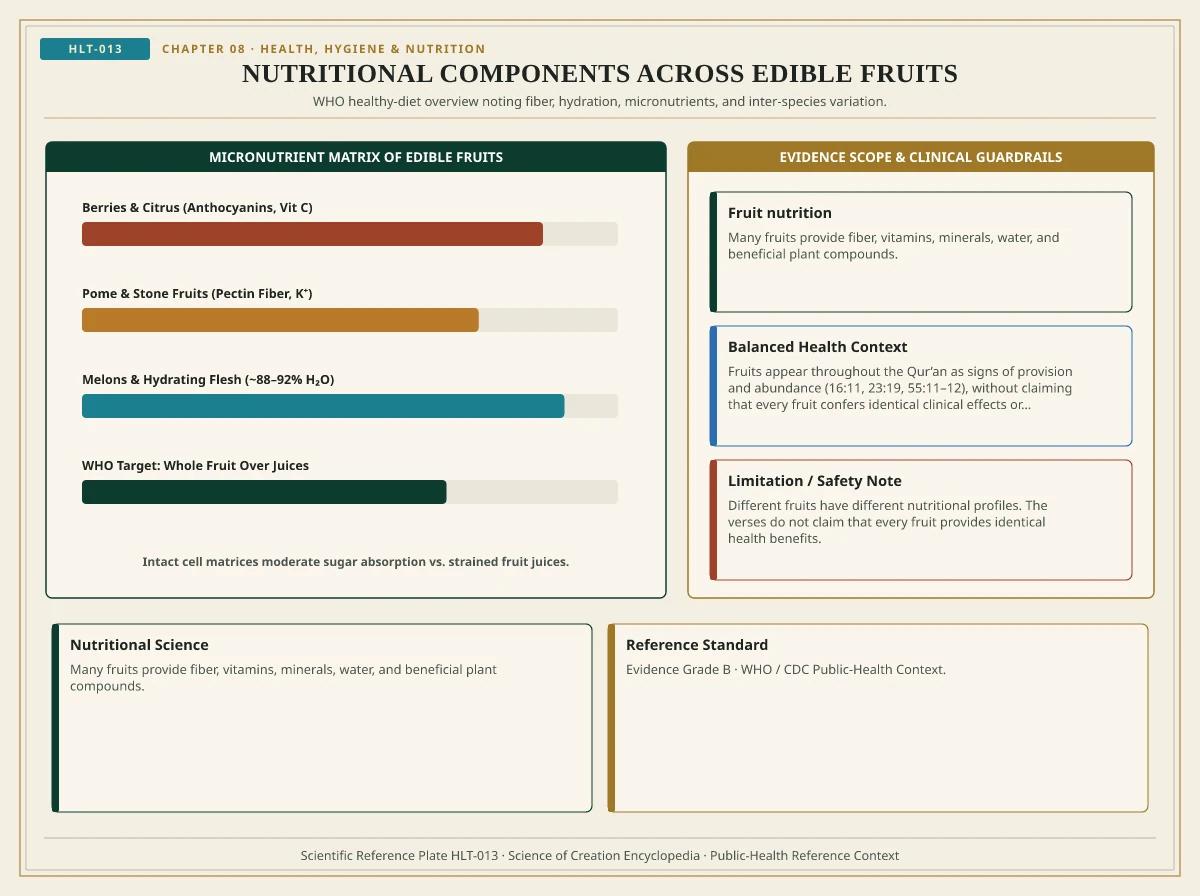 HLT-013
CHAPTER 08 · HEALTH, HYGIENE & NUTRITION
NUTRITIONAL COMPONENTS ACROSS EDIBLE FRUITS
WHO healthy-diet overview noting fiber, hydration, micronutrients, and inter-species variation.
MICRONUTRIENT MATRIX OF EDIBLE FRUITS
Berries & Citrus (Anthocyanins, Vit C)
Pome & Stone Fruits (Pectin Fiber, K⁺)
Melons & Hydrating Flesh (~88–92% H₂O)
WHO Target: Whole Fruit Over Juices
Intact cell matrices moderate sugar absorption vs. strained fruit juices.
EVIDENCE SCOPE & CLINICAL GUARDRAILS
Fruit nutrition
Many fruits provide fiber, vitamins, minerals, water, and
beneficial plant compounds.
Balanced Health Context
Fruits appear throughout the Qur’an as signs of provision
and abundance (16:11, 23:19, 55:11–12), without claiming
that every fruit confers identical clinical effects or…
Limitation / Safety Note
Different fruits have different nutritional profiles. The
verses do not claim that every fruit provides identical
health benefits.
Nutritional Science
Many fruits provide fiber, vitamins, minerals, water, and beneficial plant
compounds.
Reference Standard
Evidence Grade B · WHO / CDC Public-Health Context.
Scientific Reference Plate HLT-013 · Science of Creation Encyclopedia · Public-Health Reference Context